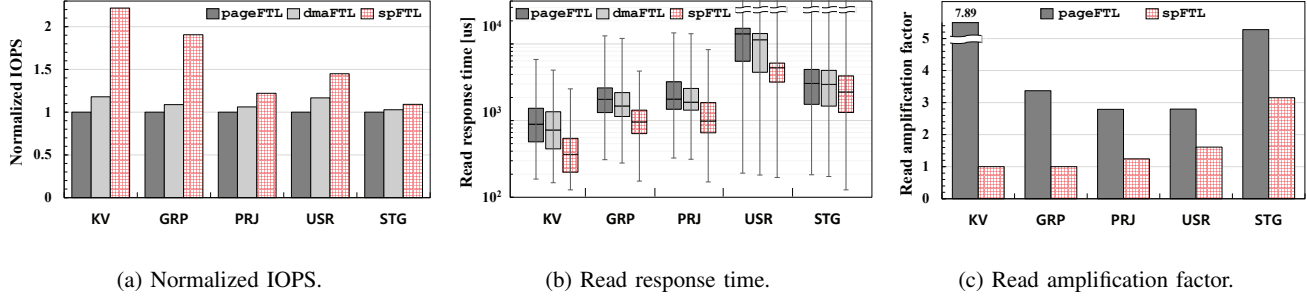 pageFTL dmaFTL spFTL
Normalized IOPS
2
1.5
1
0.5
0
KV GRP PRJ USR STG
(a) Normalized IOPS.
pageFTL dmaFTL spFTL
Read response time [us]
10^4
10^3
10^2
KV GRP PRJ USR STG
(b) Read response time.
7.89
pageFTL spFTL
Read amplification factor
5
4
3
2
1
0
KV GRP PRJ USR STG
(c) Read amplification factor.